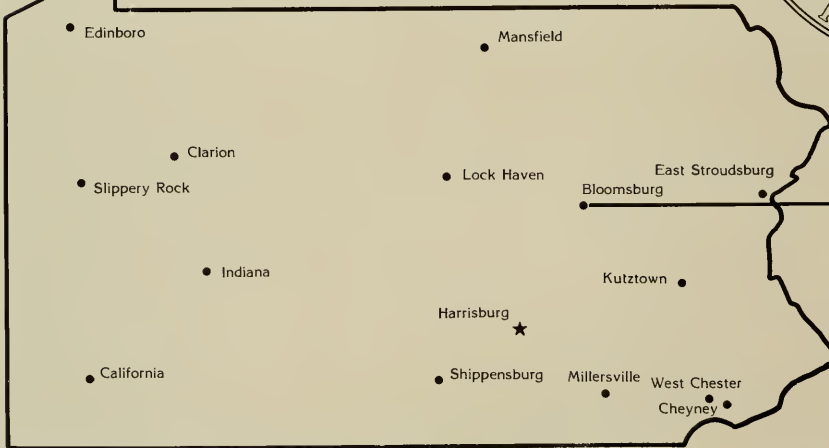 Edinboro
Mansfield
Clarion
Lock Haven
East Stroudsburg
Slippery Rock
Bloomsburg
Indiana
Kutztown
Harrisburg
California
Shippensburg
Millersville
West Chester
Cheyney